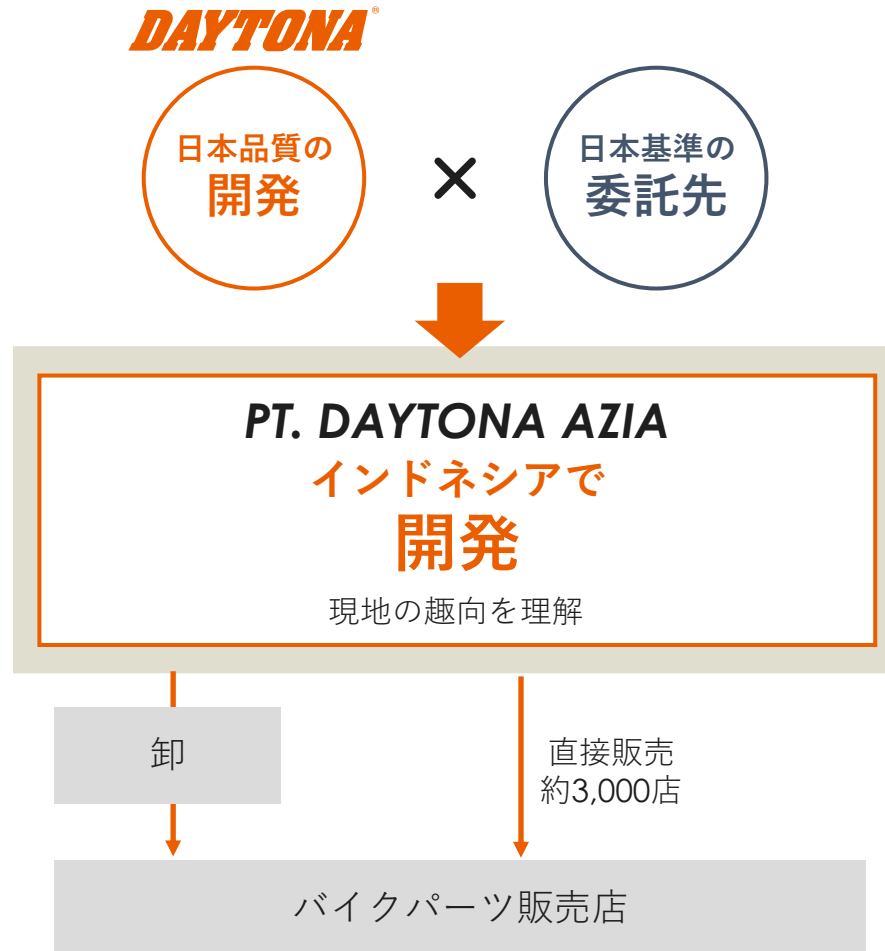 DAYTONA®
日本品質の
開発
×
日本基準の
委託先
PT. DAYTONA AZIA
インドネシアで
開発
現地の趣向を理解
卸
直接販売
約3,000店
バイクパーツ販売店